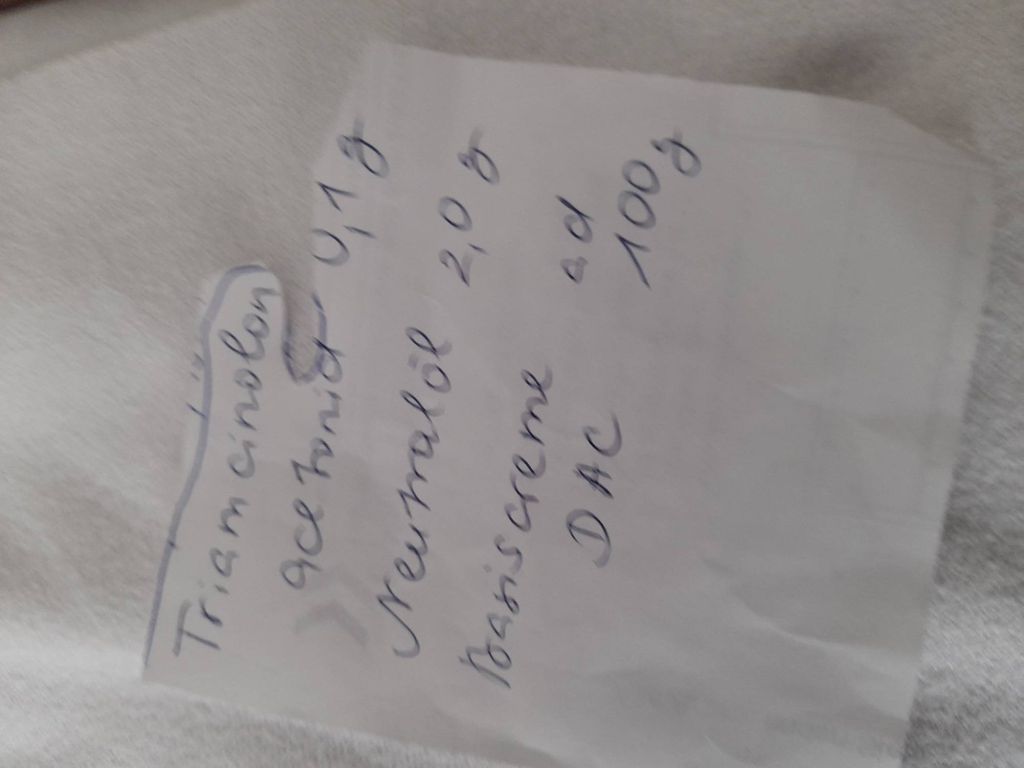 Triamcinolon
acetonid 0,1 g
Neutralöl 2,0 g
Basiscreme ad
DAC 100 g